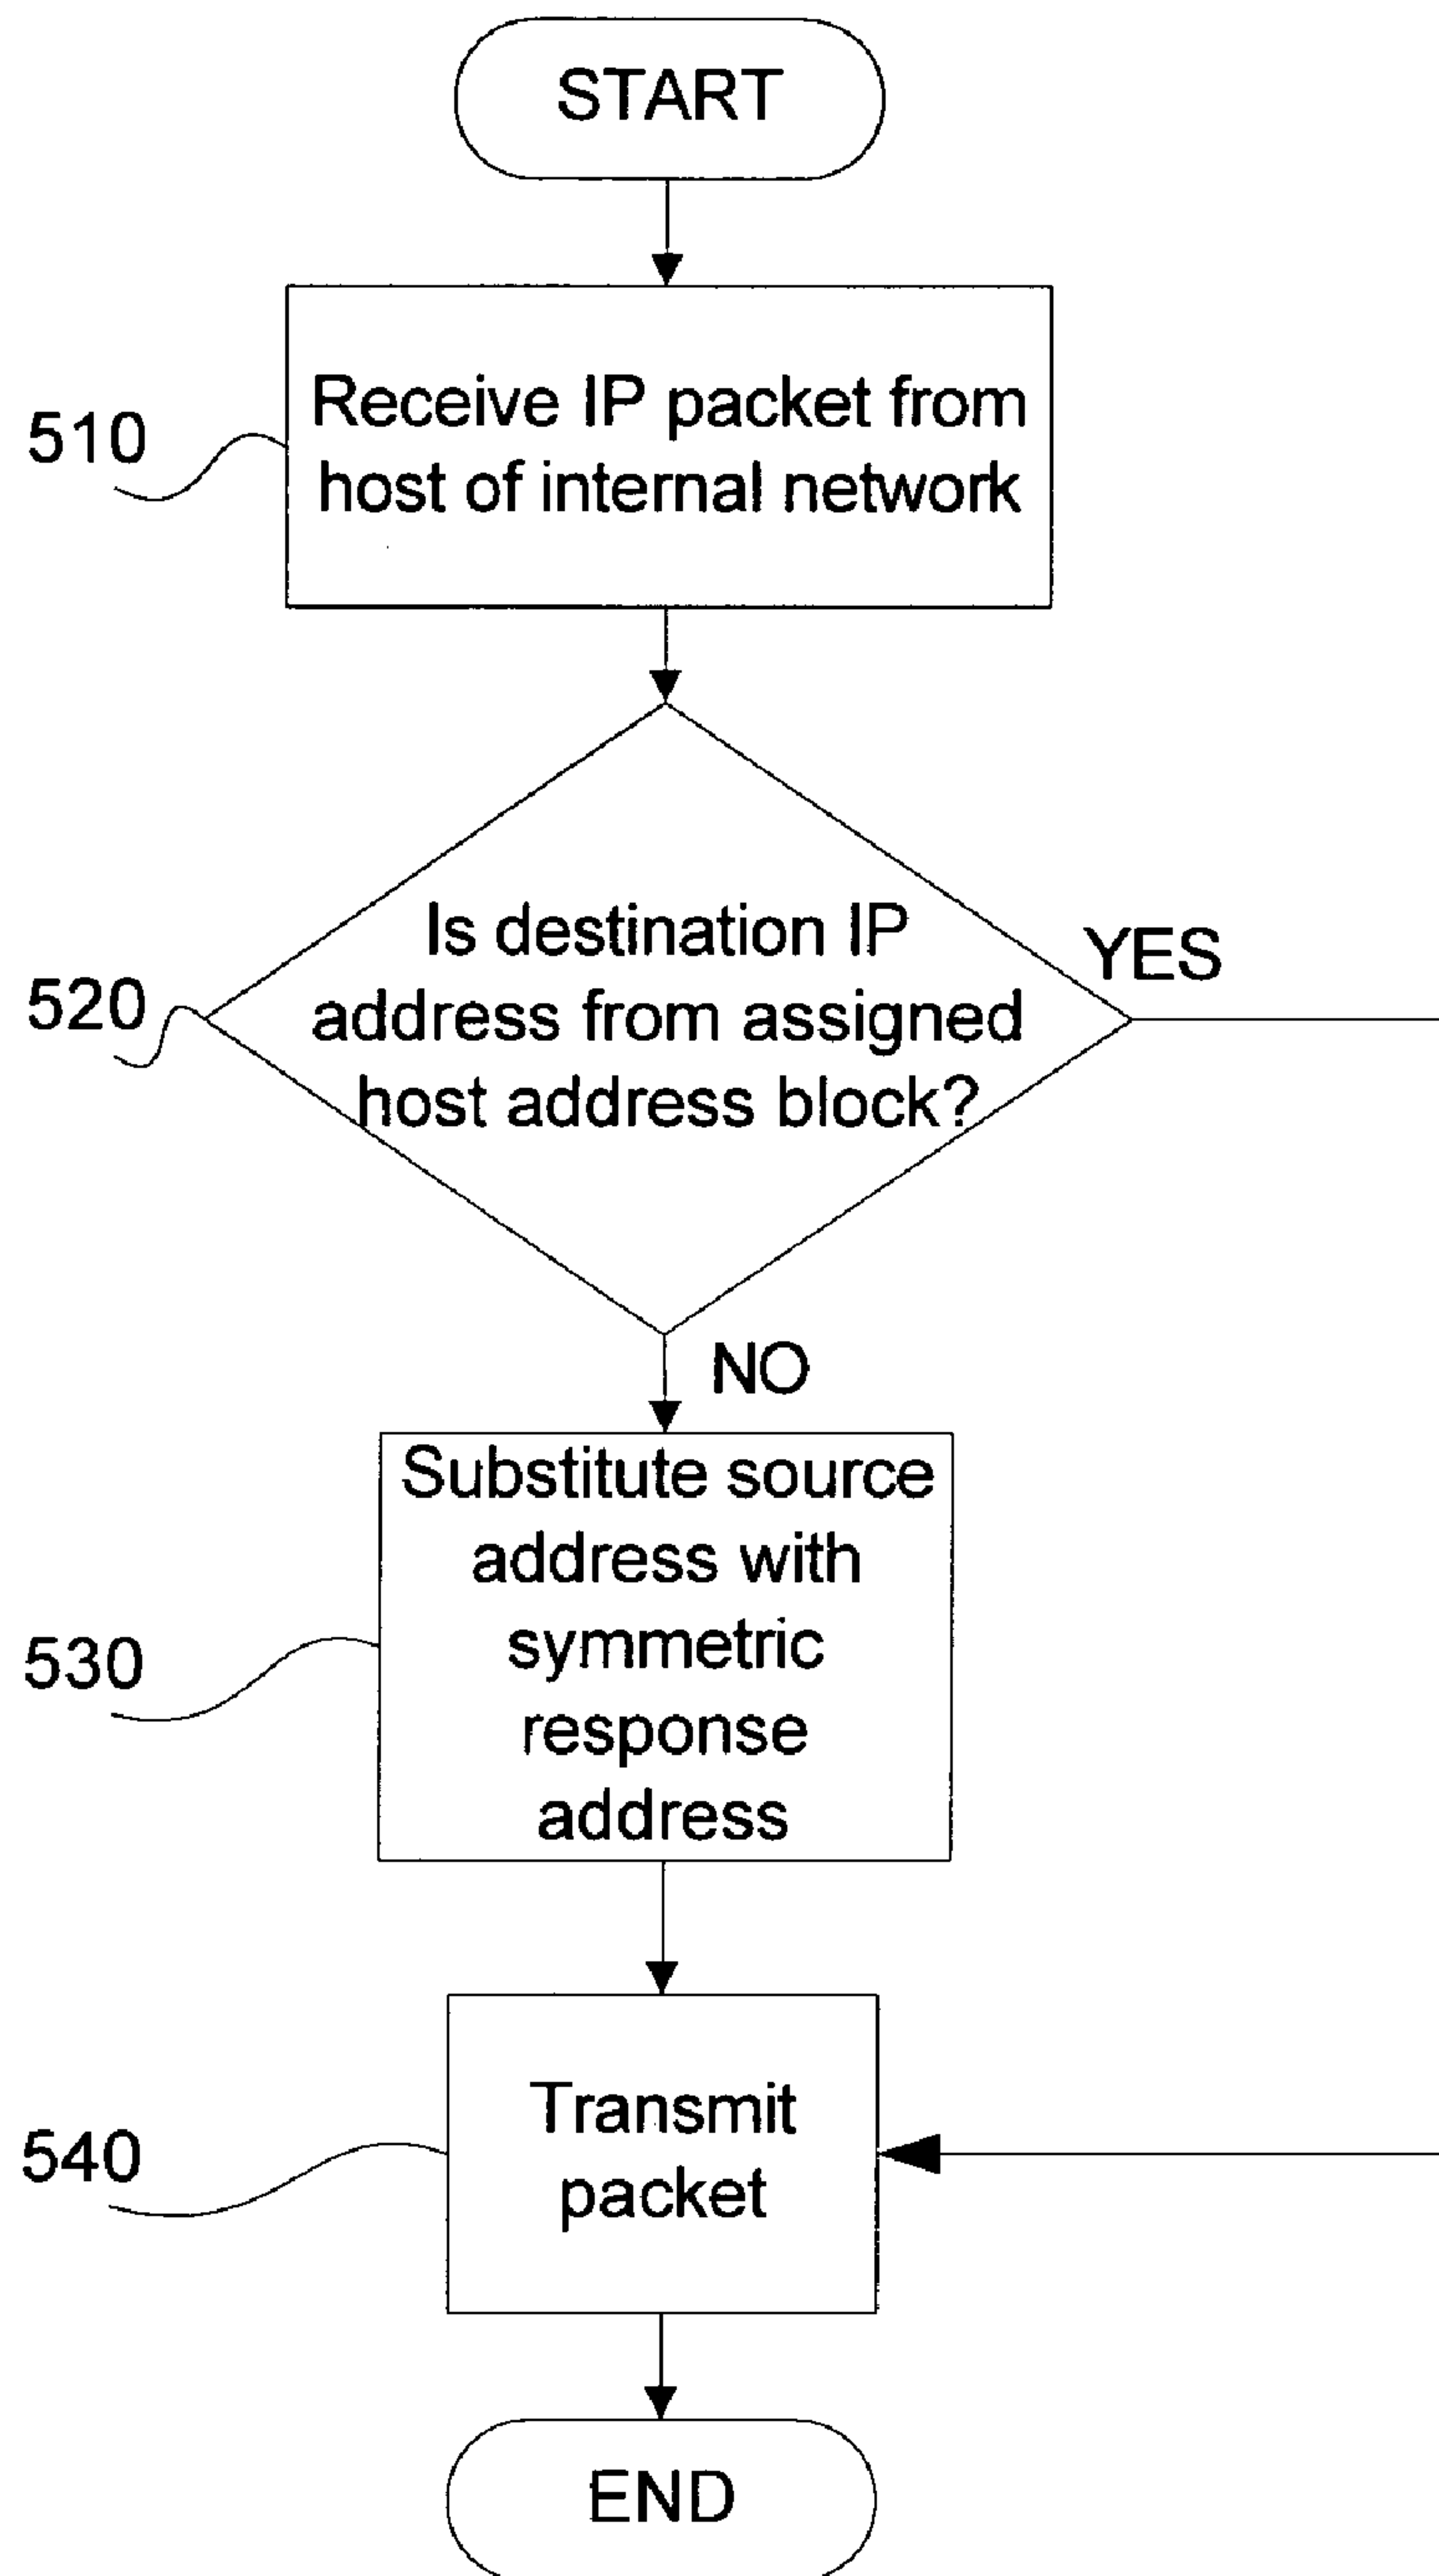 START
510
Receive IP packet from
host of internal network
520
Is destination IP
address from assigned
host address block?
YES
NO
530
Substitute source
address with
symmetric
response
address
540
Transmit
packet
END